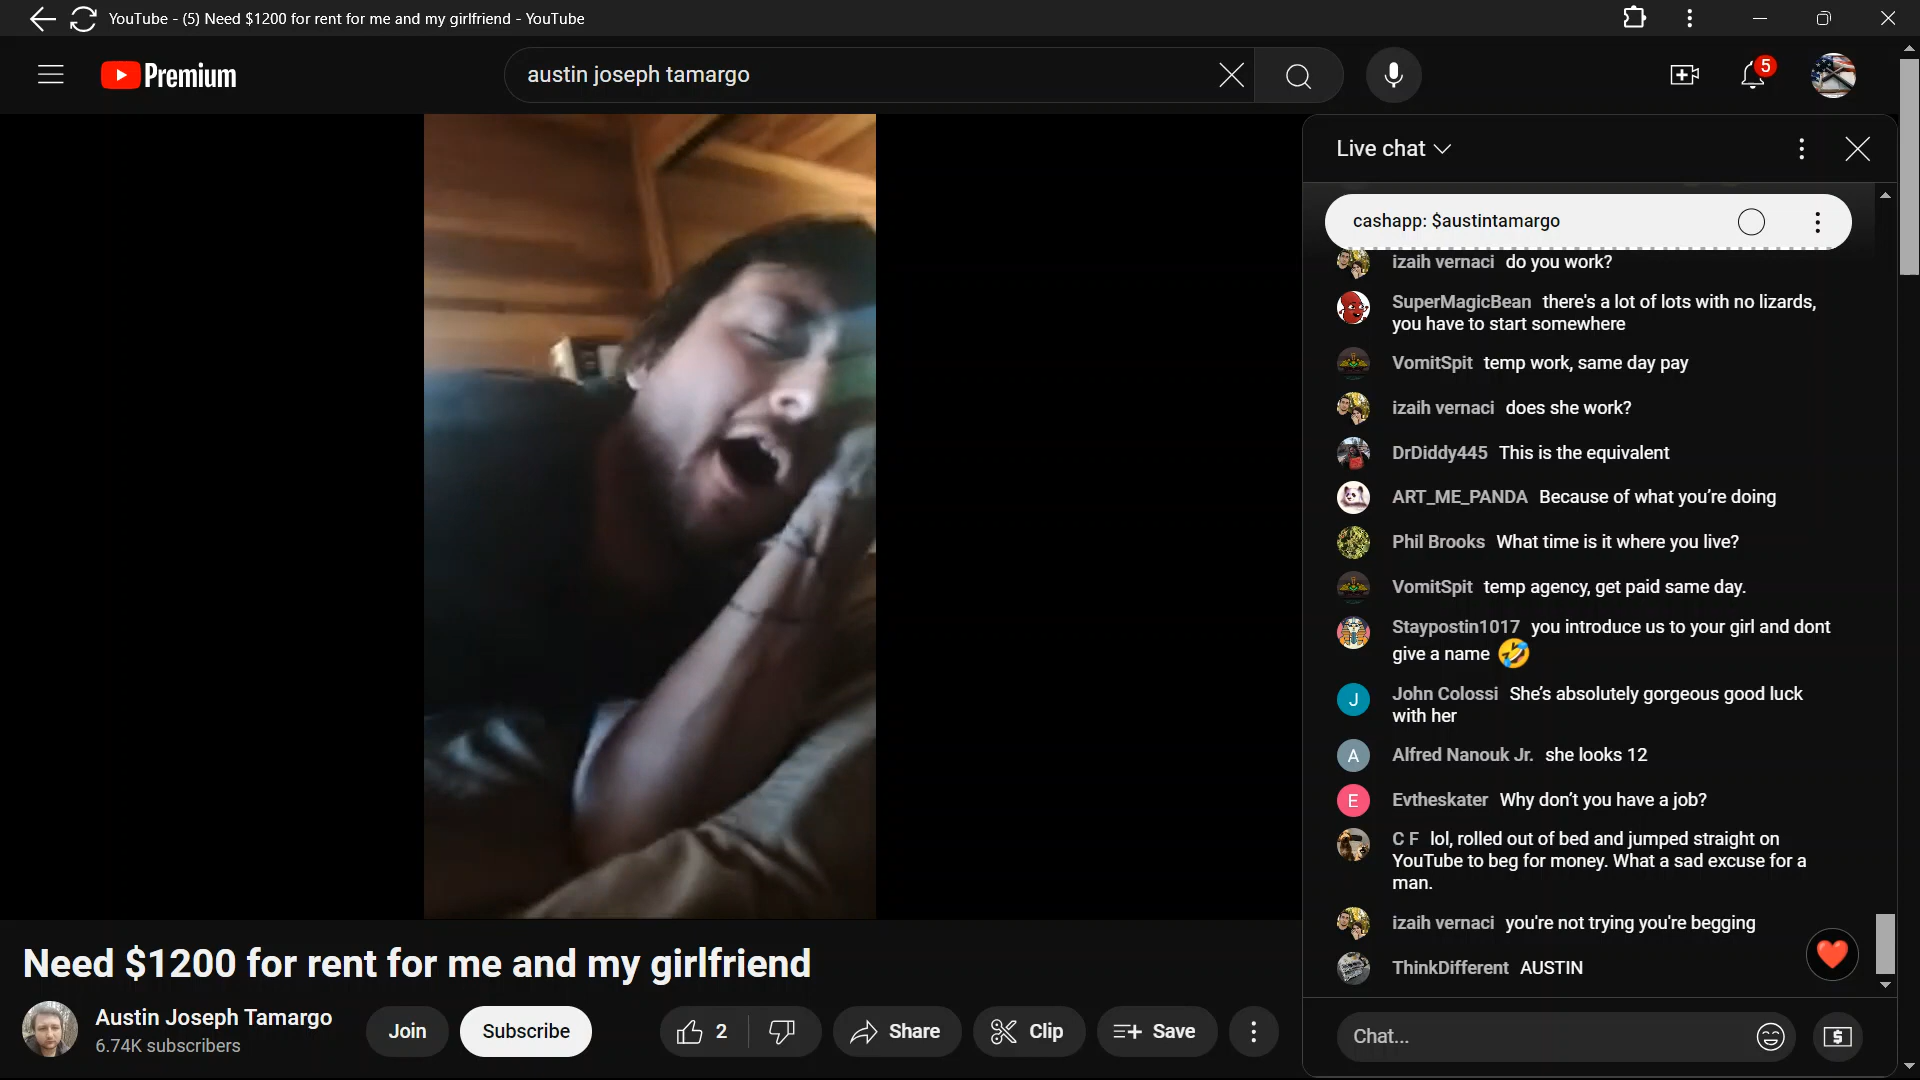 YouTube - (5) Need $1200 for rent for me and my girlfriend - YouTube
Premium
austin joseph tamargo
5
Live chat
cashapp: $austintamargo
izaih vernaci do you work?
SuperMagicBean there's a lot of lots with no lizards,
you have to start somewhere
VomitSpit temp work, same day pay
izaih vernaci does she work?
DrDiddy445 This is the equivalent
ART_ME_PANDA Because of what you're doing
Phil Brooks What time is it where you live?
VomitSpit temp agency, get paid same day.
Staypostin1017 you introduce us to your girl and dont
give a name 🤣
J
John Colossi She's absolutely gorgeous good luck
with her
A
Alfred Nanouk Jr. she looks 12
E
Evtheskater Why don't you have a job?
C F lol, rolled out of bed and jumped straight on
YouTube to beg for money. What a sad excuse for a
man.
izaih vernaci you're not trying you're begging
ThinkDifferent AUSTIN
Chat...
Need $1200 for rent for me and my girlfriend
Austin Joseph Tamargo
6.74K subscribers
Join
Subscribe
2
Share
Clip
Save